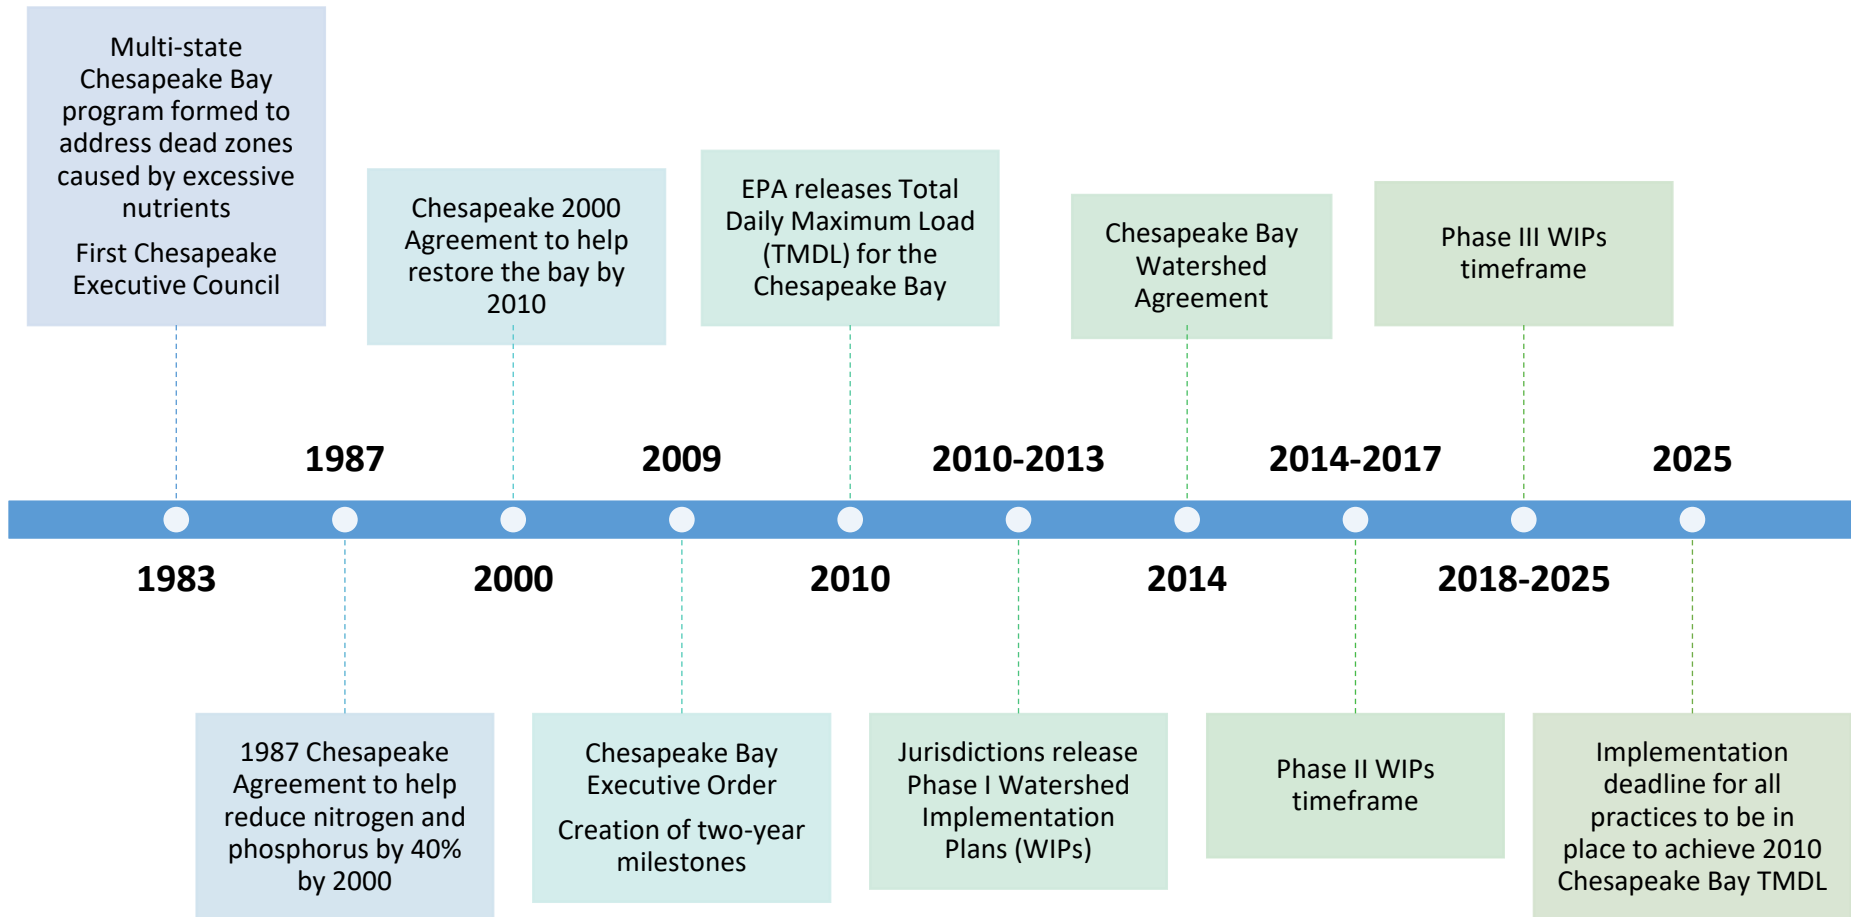 Multi-state
Chesapeake Bay
program formed to
address dead zones
caused by excessive
nutrients
First Chesapeake
Executive Council
Chesapeake 2000
Agreement to help
restore the bay by
2010
EPA releases Total
Daily Maximum Load
(TMDL) for the
Chesapeake Bay
Chesapeake Bay
Watershed
Agreement
Phase III WIPs
timeframe
1987
2009
2010-2013
2014-2017
2025
1983
2000
2010
2014
2018-2025
1987 Chesapeake
Agreement to help
reduce nitrogen and
phosphorus by 40%
by 2000
Chesapeake Bay
Executive Order
Creation of two-year
milestones
Jurisdictions release
Phase I Watershed
Implementation
Plans (WIPs)
Phase II WIPs
timeframe
Implementation
deadline for all
practices to be in
place to achieve 2010
Chesapeake Bay TMDL